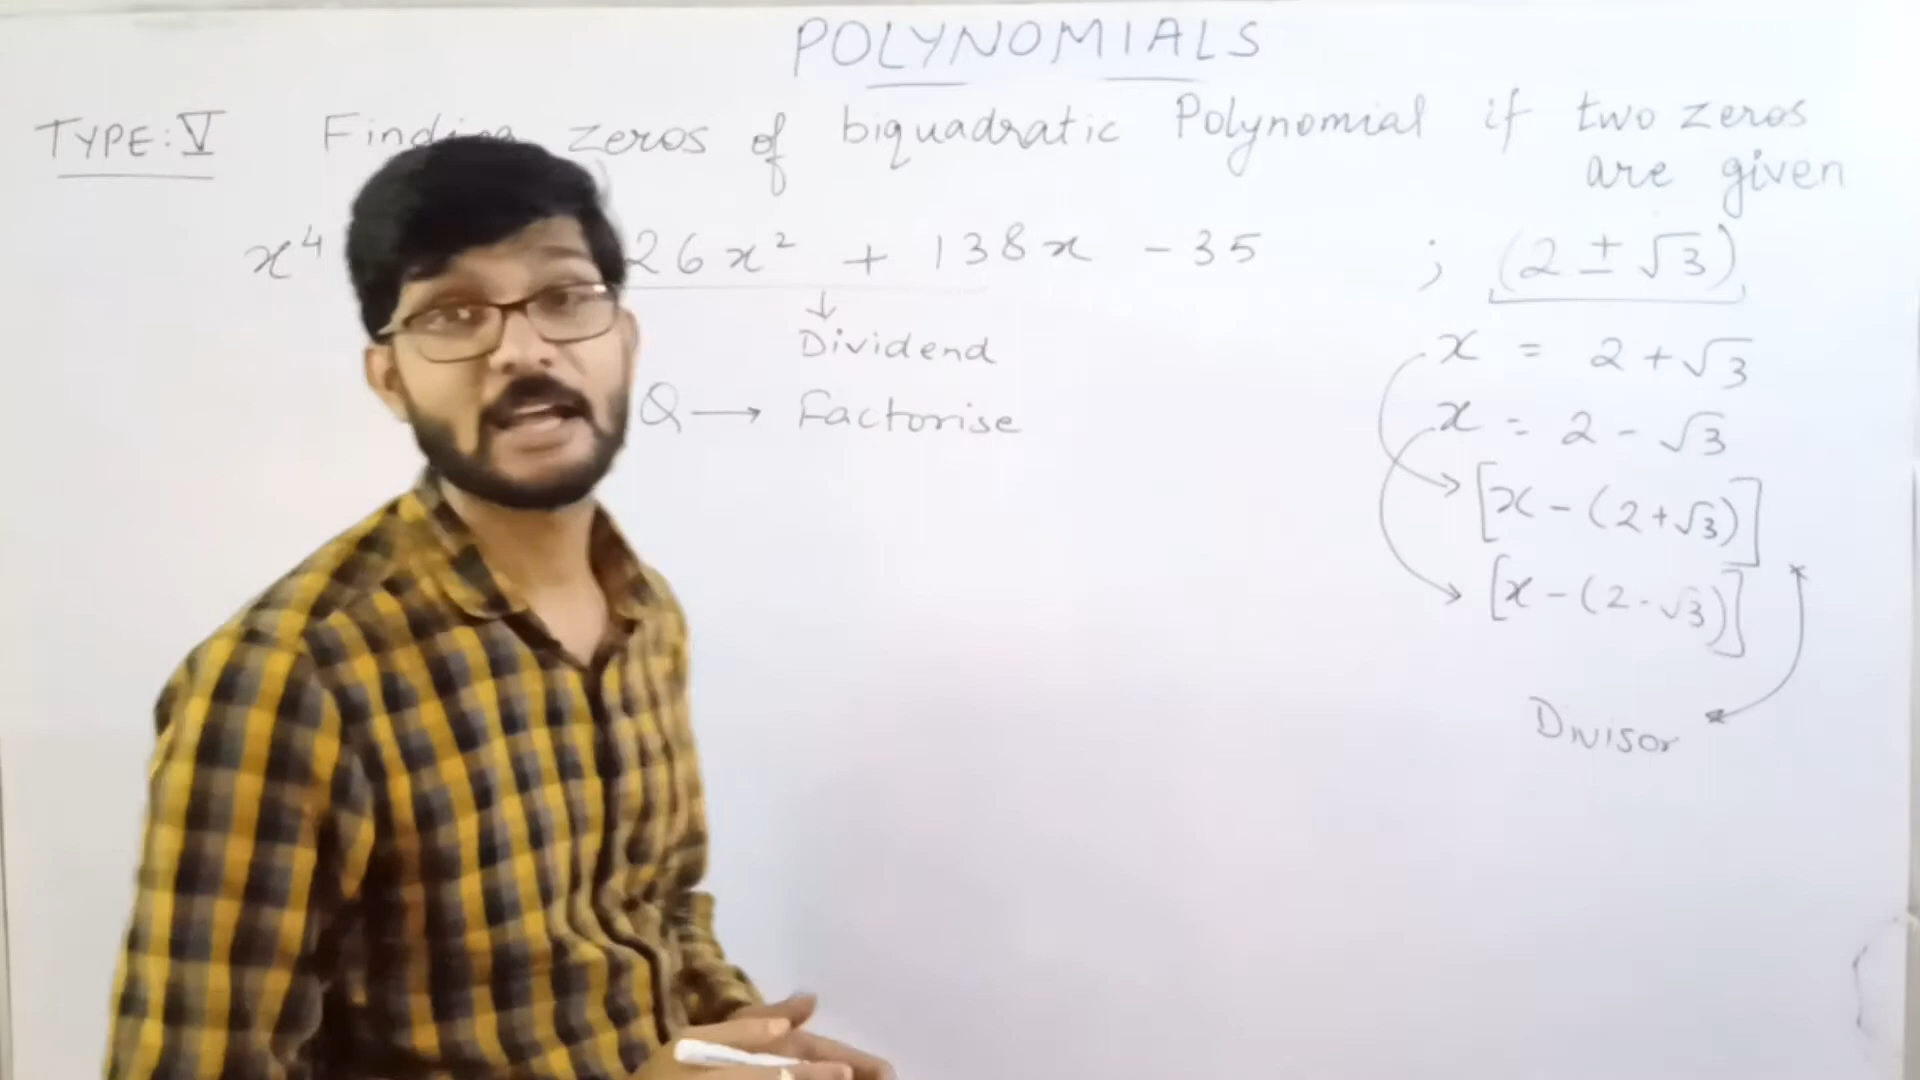 POLYNOMIALS
TYPE: V Finding zeros of biquadratic Polynomial if two zeros
are given
x⁴ 26x² + 138x - 35 ; (2 ± √3)
↓
Dividend
Q → Factorise
x = 2 + √3
x = 2 - √3
[x - (2 + √3)]
[x - (2 - √3)]
Divisor